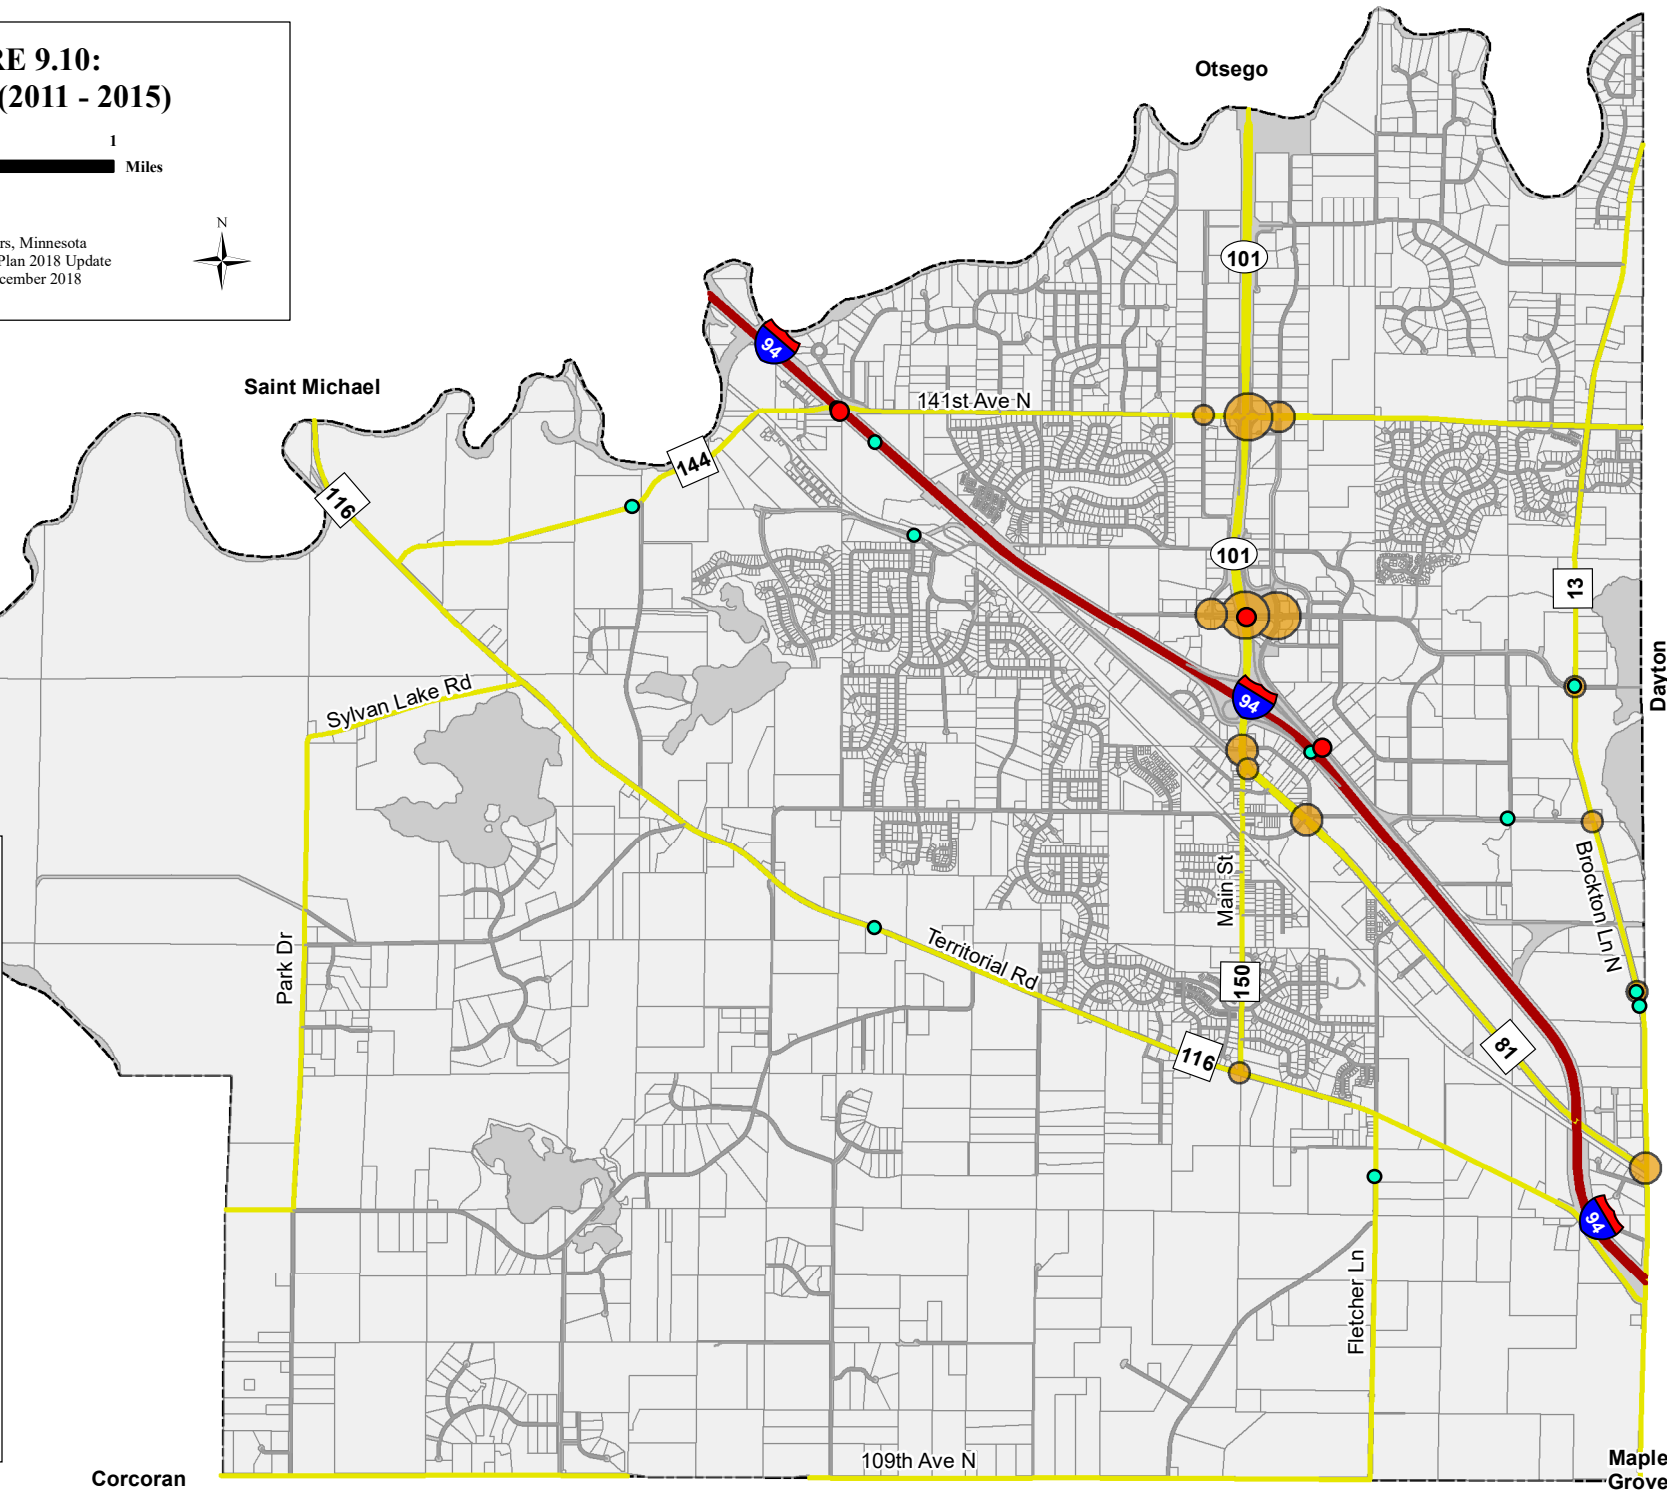 RE 9.10:
(2011 - 2015)
1
Miles
rs, Minnesota
Plan 2018 Update
cember 2018
N
Otsego
101
94
Saint Michael
141st Ave N
144
116
101
13
Dayton
Sylvan Lake Rd
94
Brockton Ln N
Main St
Park Dr
Territorial Rd
150
116
81
94
Fletcher Ln
109th Ave N
Corcoran
Maple
Grove